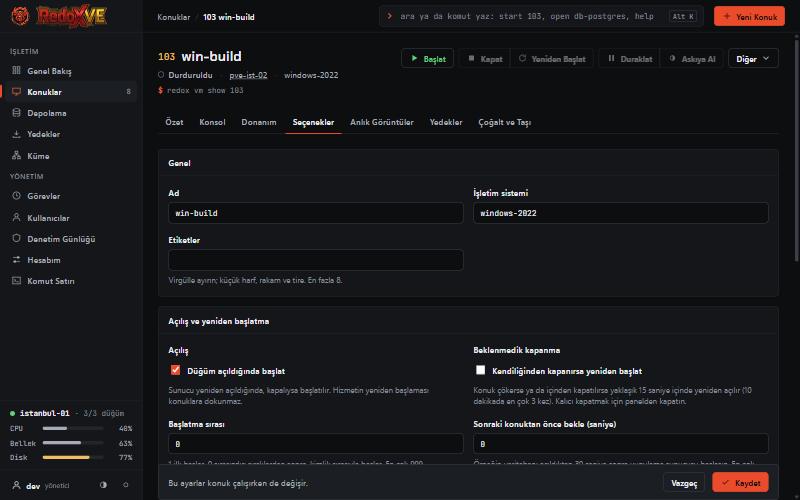 RedoXVE
Konuklar / 103 win-build
ara ya da komut yaz: start 103, open db-postgres, help
Alt K
+ Yeni Konuk
İŞLETİM
Genel Bakış
Konuklar 8
Depolama
Yedekler
Küme
YÖNETİM
Görevler
Kullanıcılar
Denetim Günlüğü
Hesabım
Komut Satırı
istanbul-01 · 3/3 düğüm
CPU 40%
Bellek 63%
Disk 77%
dev yönetici
103 win-build
Durduruldu · pve-ist-02 · windows-2022
$ redox vm show 103
Başlat
Kapat
Yeniden Başlat
Duraklat
Askıya Al
Diğer
Özet Konsol Donanım Seçenekler Anlık Görüntüler Yedekler Çoğalt ve Taşı
Genel
Ad
win-build
İşletim sistemi
windows-2022
Etiketler
Virgülle ayırın; küçük harf, rakam ve tire. En fazla 8.
Açılış ve yeniden başlatma
Açılış
Düğüm açıldığında başlat
Sunucu yeniden açıldığında, kapalıysa başlatılır. Hizmetin yeniden başlaması
konuklara dokunmaz.
Beklenmedik kapanma
Kendiliğinden kapanırsa yeniden başlat
Konuk çökerse ya da içinden kapatılırsa yaklaşık 15 saniye içinde yeniden açılır (10
dakikada en çok 3 kez). Kalıcı kapatmak için panelden kapatın.
Başlatma sırası
0
Sonraki konuktan önce bekle (saniye)
0
Bu ayarlar konuk çalışırken de değişir.
Vazgeç
Kaydet